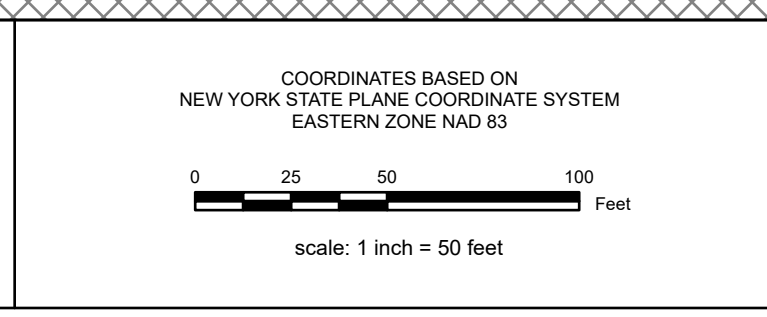 COORDINATES BASED ON
NEW YORK STATE PLANE COORDINATE SYSTEM
EASTERN ZONE NAD 83
0 25 50 100
Feet
scale: 1 inch = 50 feet